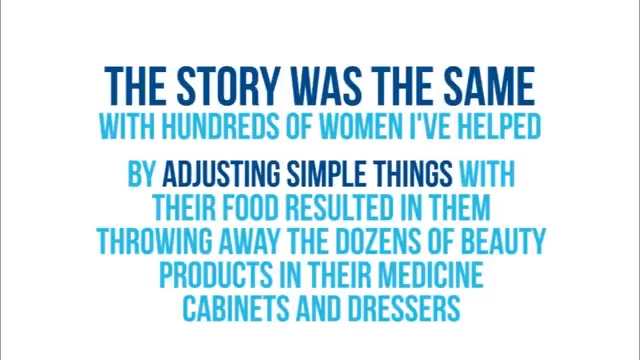 THE STORY WAS THE SAME
WITH HUNDREDS OF WOMEN I'VE HELPED
BY ADJUSTING SIMPLE THINGS WITH
THEIR FOOD RESULTED IN THEM
THROWING AWAY THE DOZENS OF BEAUTY
PRODUCTS IN THEIR MEDICINE
CABINETS AND DRESSERS